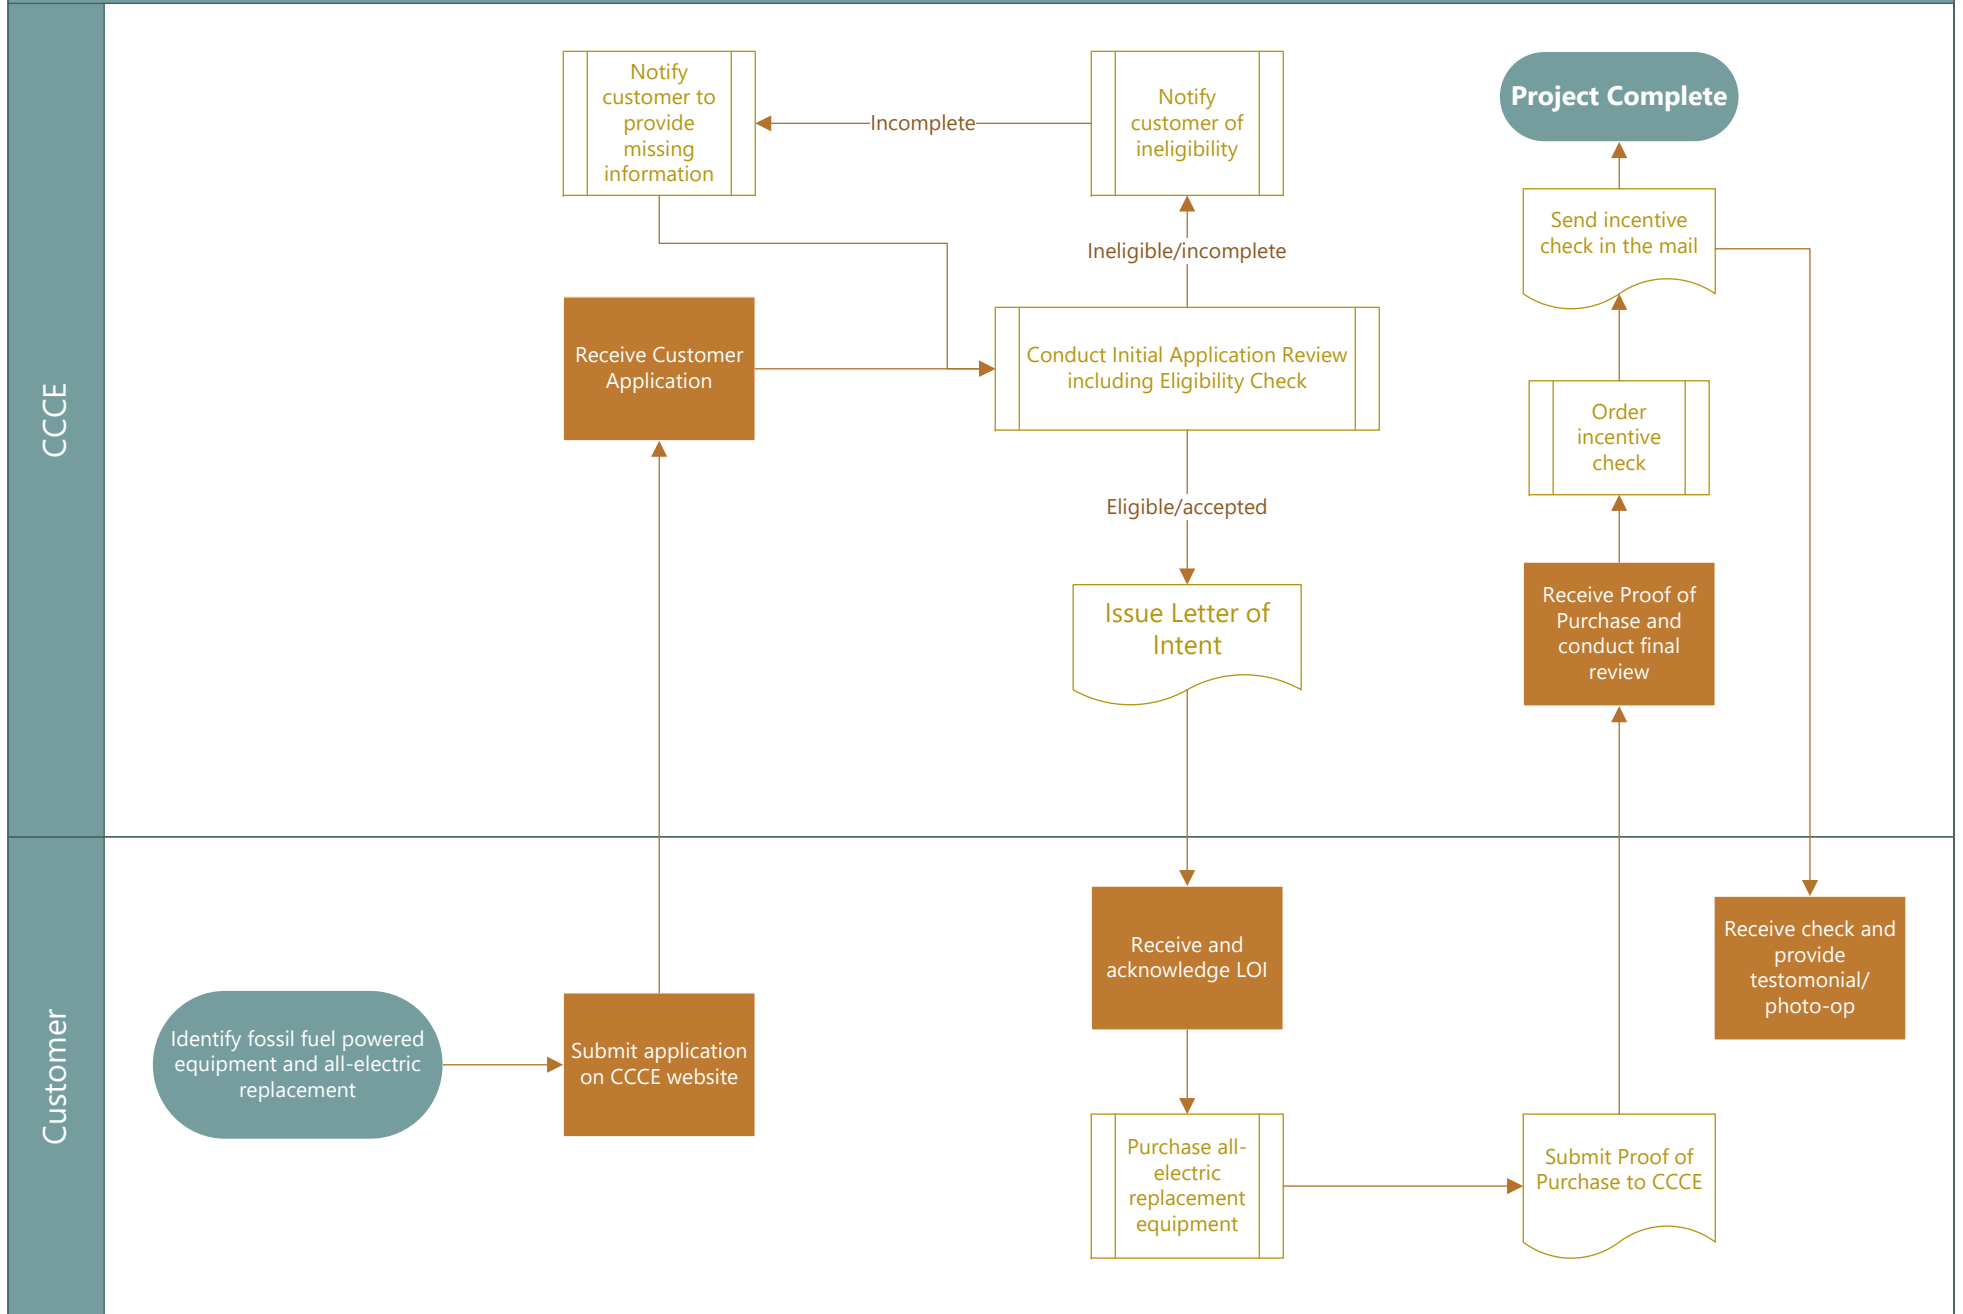 CCCE
Notify
customer to
provide
missing
information
Incomplete
Notify
customer of
ineligibility
Project Complete
Send incentive
check in the mail
Ineligible/incomplete
Receive Customer
Application
Conduct Initial Application Review
including Eligibility Check
Order
incentive
check
Eligible/accepted
Issue Letter of
Intent
Receive Proof of
Purchase and
conduct final
review
Customer
Identify fossil fuel powered
equipment and all-electric
replacement
Submit application
on CCCE website
Receive and
acknowledge LOI
Receive check and
provide
testomonial/
photo-op
Purchase all-
electric
replacement
equipment
Submit Proof of
Purchase to CCCE